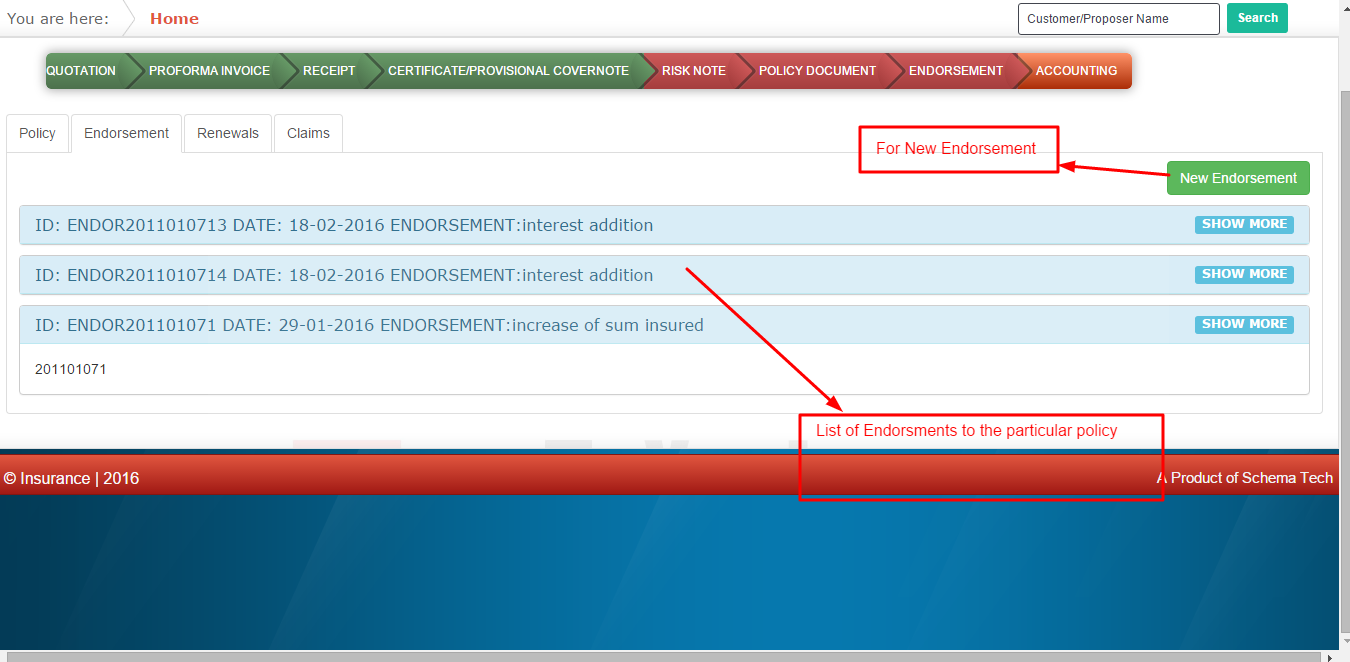 You are here: Home
Customer/Proposer Name Search
QUOTATION PROFORMA INVOICE RECEIPT CERTIFICATE/PROVISIONAL COVERNOTE RISK NOTE POLICY DOCUMENT ENDORSEMENT ACCOUNTING
Policy Endorsement Renewals Claims
For New Endorsement
New Endorsement
ID: ENDOR2011010713 DATE: 18-02-2016 ENDORSEMENT:interest addition SHOW MORE
ID: ENDOR2011010714 DATE: 18-02-2016 ENDORSEMENT:interest addition SHOW MORE
ID: ENDOR201101071 DATE: 29-01-2016 ENDORSEMENT:increase of sum insured SHOW MORE
201101071
List of Endorsments to the particular policy
© Insurance | 2016 A Product of Schema Tech